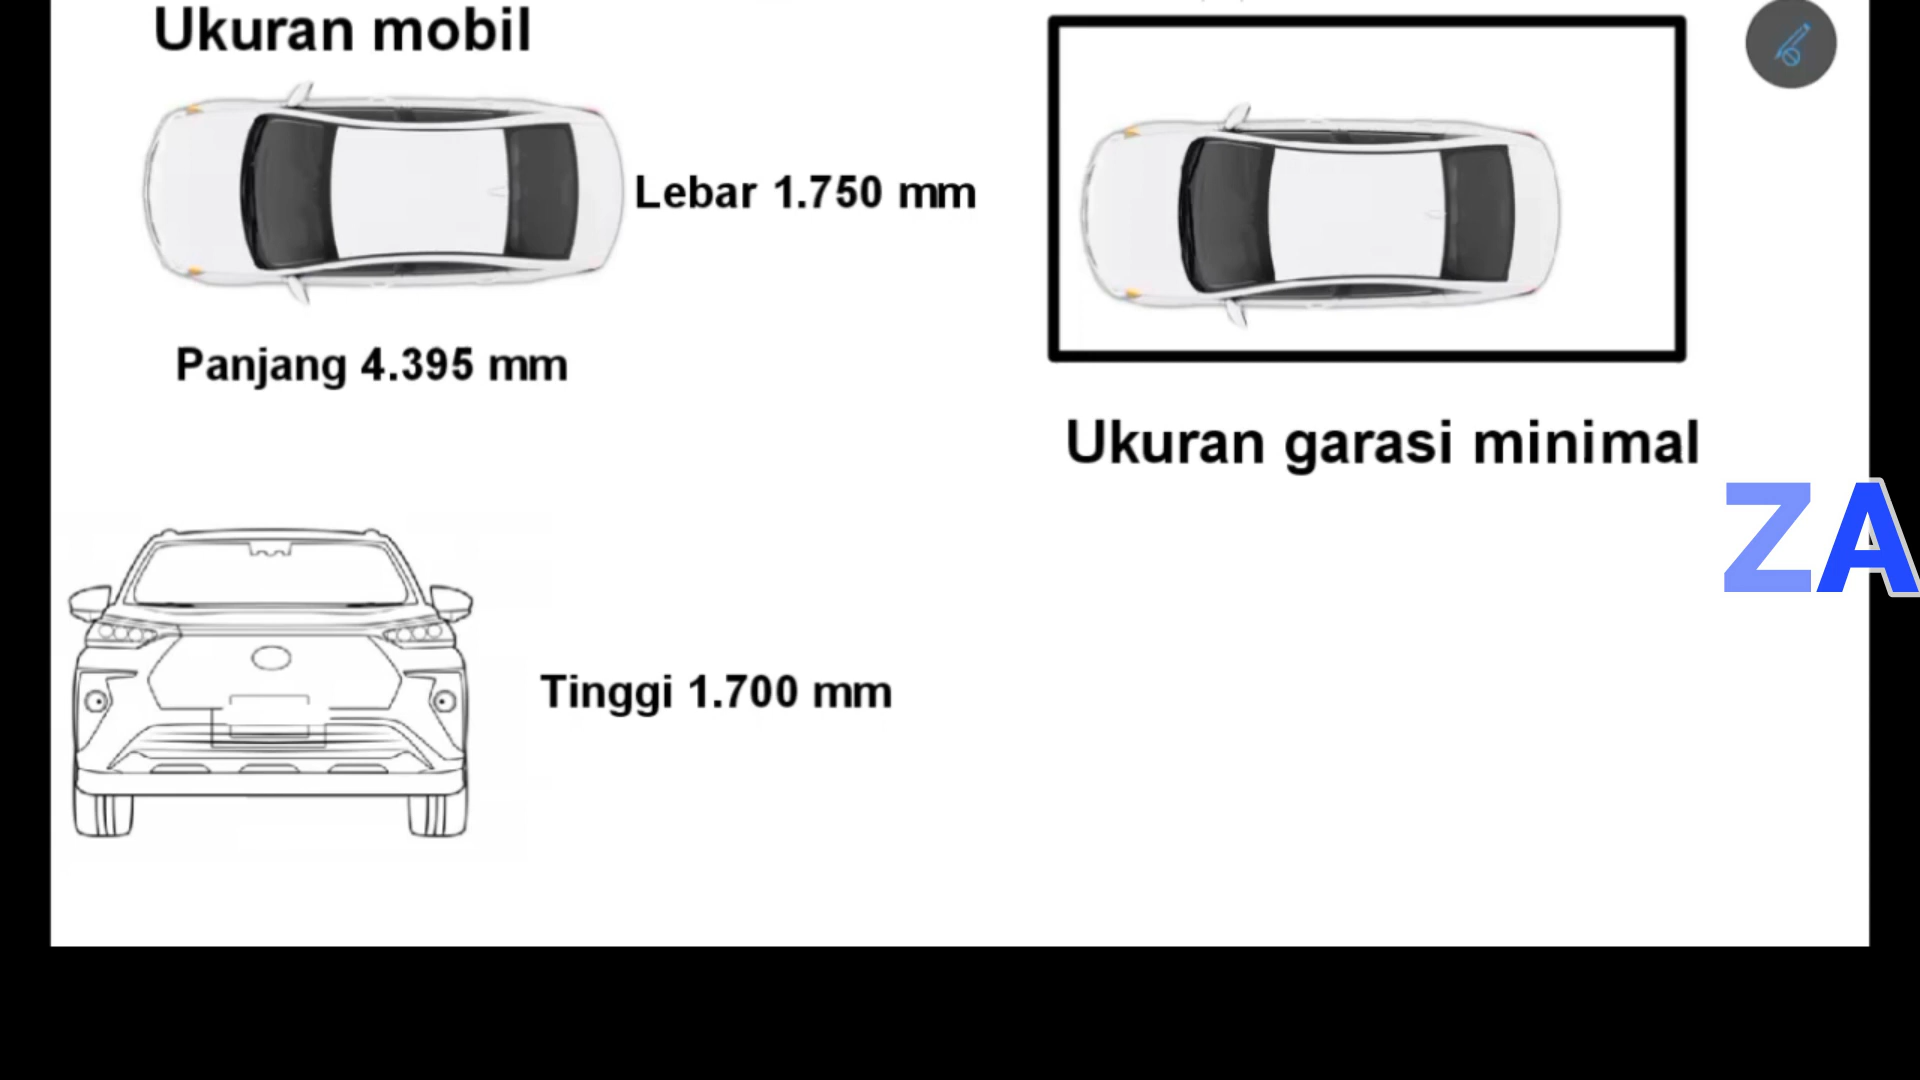 Ukuran mobil
Lebar 1.750 mm
Panjang 4.395 mm
Ukuran garasi minimal
ZA
Tinggi 1.700 mm